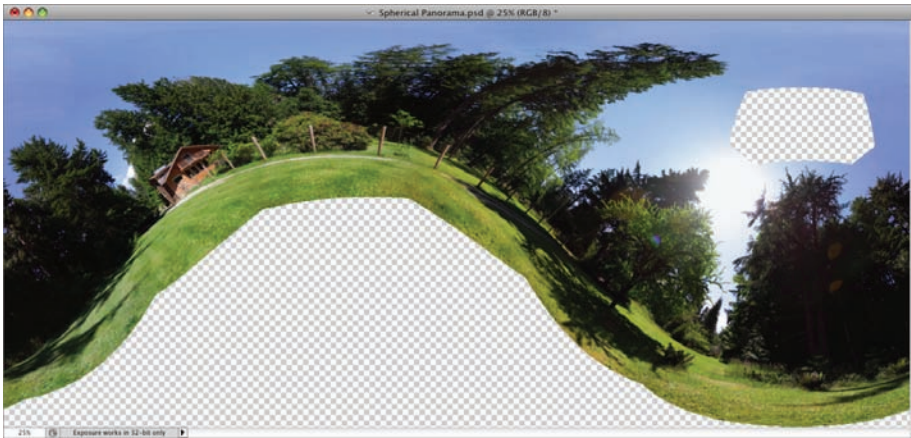 Spherical Panorama.psd @ 25% (RGB/8) *
25%
Exposure works in 32-bit only